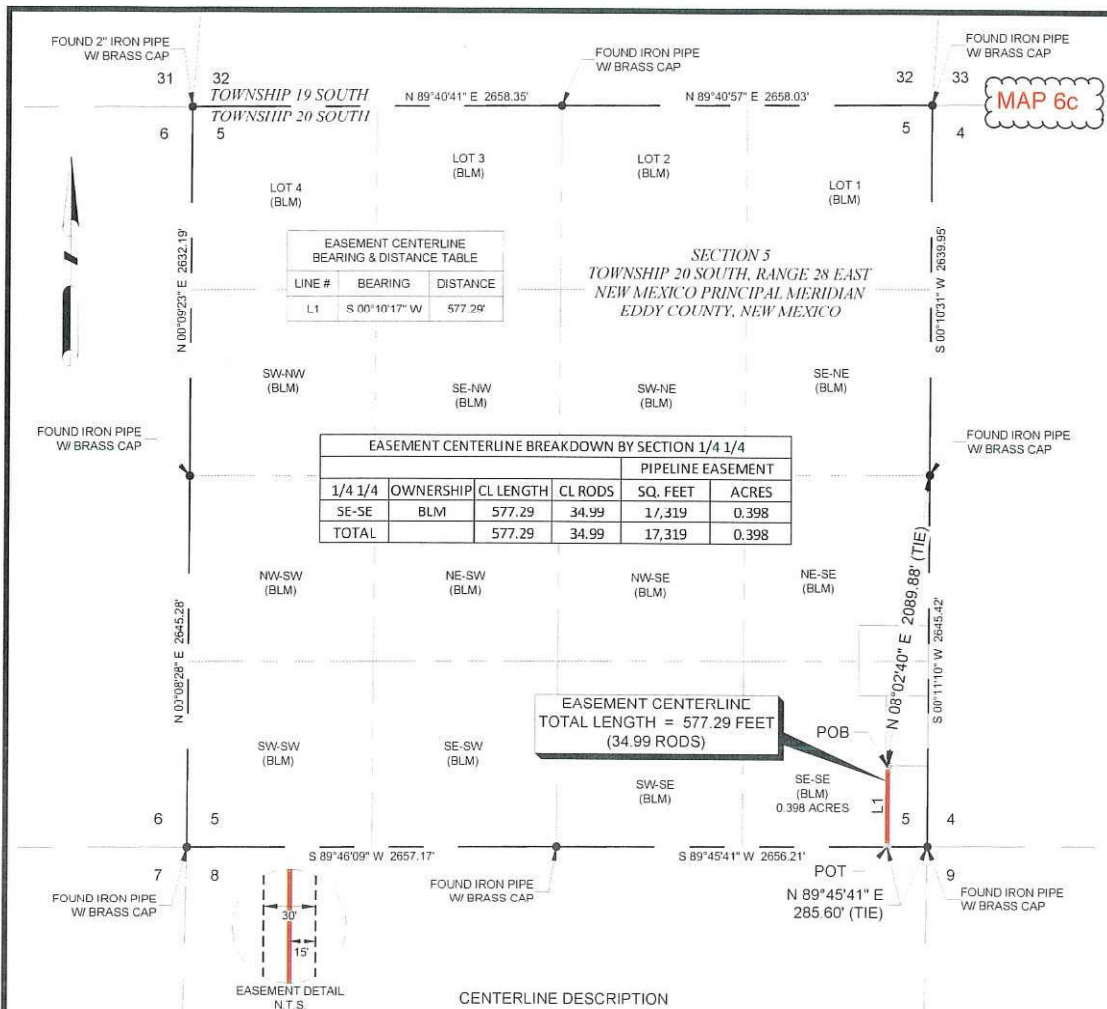 FOUND 2" IRON PIPE
W/ BRASS CAP
FOUND IRON PIPE
W/ BRASS CAP
FOUND IRON PIPE
W/ BRASS CAP
31 32
32 33
TOWNSHIP 19 SOUTH
TOWNSHIP 20 SOUTH
N 89°40'41" E 2658.35'
N 89°40'57" E 2658.03'
MAP 6c
6 5
5 4
LOT 4
(BLM)
LOT 3
(BLM)
LOT 2
(BLM)
LOT 1
(BLM)
N 00°09'23" E 2632.19'
S 00°10'31" W 2639.95'
EASEMENT CENTERLINE
BEARING & DISTANCE TABLE
LINE # BEARING DISTANCE
L1 S 00°10'17" W 577.29'
SECTION 5
TOWNSHIP 20 SOUTH, RANGE 28 EAST
NEW MEXICO PRINCIPAL MERIDIAN
EDDY COUNTY, NEW MEXICO
SW-NW
(BLM)
SE-NW
(BLM)
SW-NE
(BLM)
SE-NE
(BLM)
FOUND IRON PIPE
W/ BRASS CAP
FOUND IRON PIPE
W/ BRASS CAP
EASEMENT CENTERLINE BREAKDOWN BY SECTION 1/4 1/4
PIPELINE EASEMENT
1/4 1/4 OWNERSHIP CL LENGTH CL RODS SQ. FEET ACRES
SE-SE BLM 577.29 34.99 17,319 0.398
TOTAL 577.29 34.99 17,319 0.398
NW-SW
(BLM)
NE-SW
(BLM)
NW-SE
(BLM)
NE-SE
(BLM)
N 00°08'28" E 2645.28'
N 08°02'40" E 2089.88' (TIE)
S 00°11'10" W 2645.42'
EASEMENT CENTERLINE
TOTAL LENGTH = 577.29 FEET
(34.99 RODS)
POB
SW-SW
(BLM)
SE-SW
(BLM)
SW-SE
(BLM)
SE-SE
(BLM)
0.398 ACRES
L1
6 5
5 4
S 89°46'09" W 2657.17'
S 89°45'41" W 2656.21'
7 8
POT
9
N 89°45'41" E
285.60' (TIE)
FOUND IRON PIPE
W/ BRASS CAP
FOUND IRON PIPE
W/ BRASS CAP
FOUND IRON PIPE
W/ BRASS CAP
30'
15'
EASEMENT DETAIL
N.T.S.
CENTERLINE DESCRIPTION